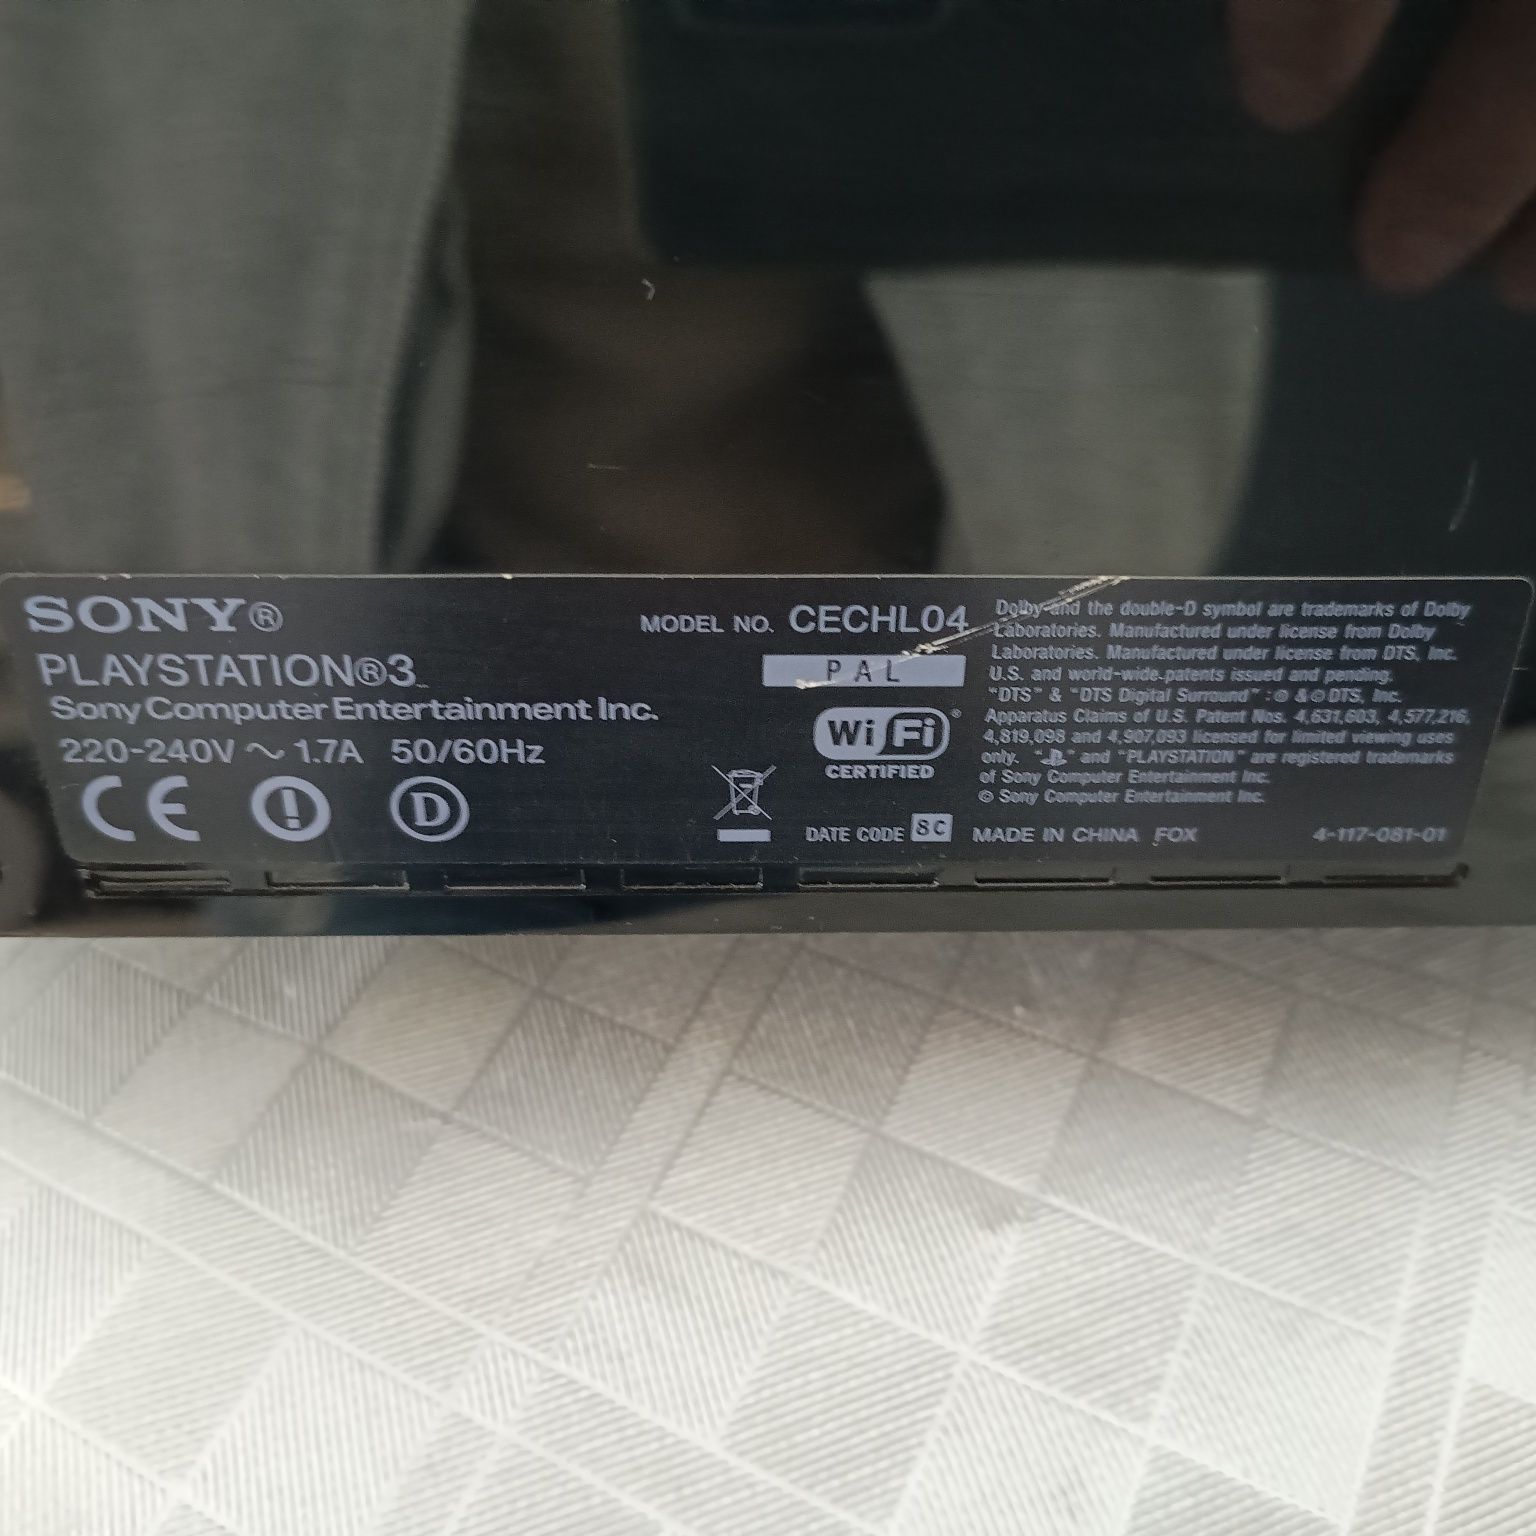 SONY®
PLAYSTATION®3
Sony Computer Entertainment Inc.
220-240V ~ 1.7A 50/60Hz
CE
D
MODEL NO. CECHL04
PAL
Wi Fi®
CERTIFIED
DATE CODE 8C
MADE IN CHINA FOX
4-117-081-01
Dolby and the double-D symbol are trademarks of Dolby
Laboratories. Manufactured under license from Dolby
Laboratories. Manufactured under license from DTS, Inc.
U.S. and world-wide patents issued and pending.
"DTS" & "DTS Digital Surround" : ® & © DTS, Inc.
Apparatus Claims of U.S. Patent Nos. 4,631,603, 4,577,216,
4,819,098 and 4,907,093 licensed for limited viewing uses
only. "PS" and "PLAYSTATION" are registered trademarks
of Sony Computer Entertainment Inc.
© Sony Computer Entertainment Inc.